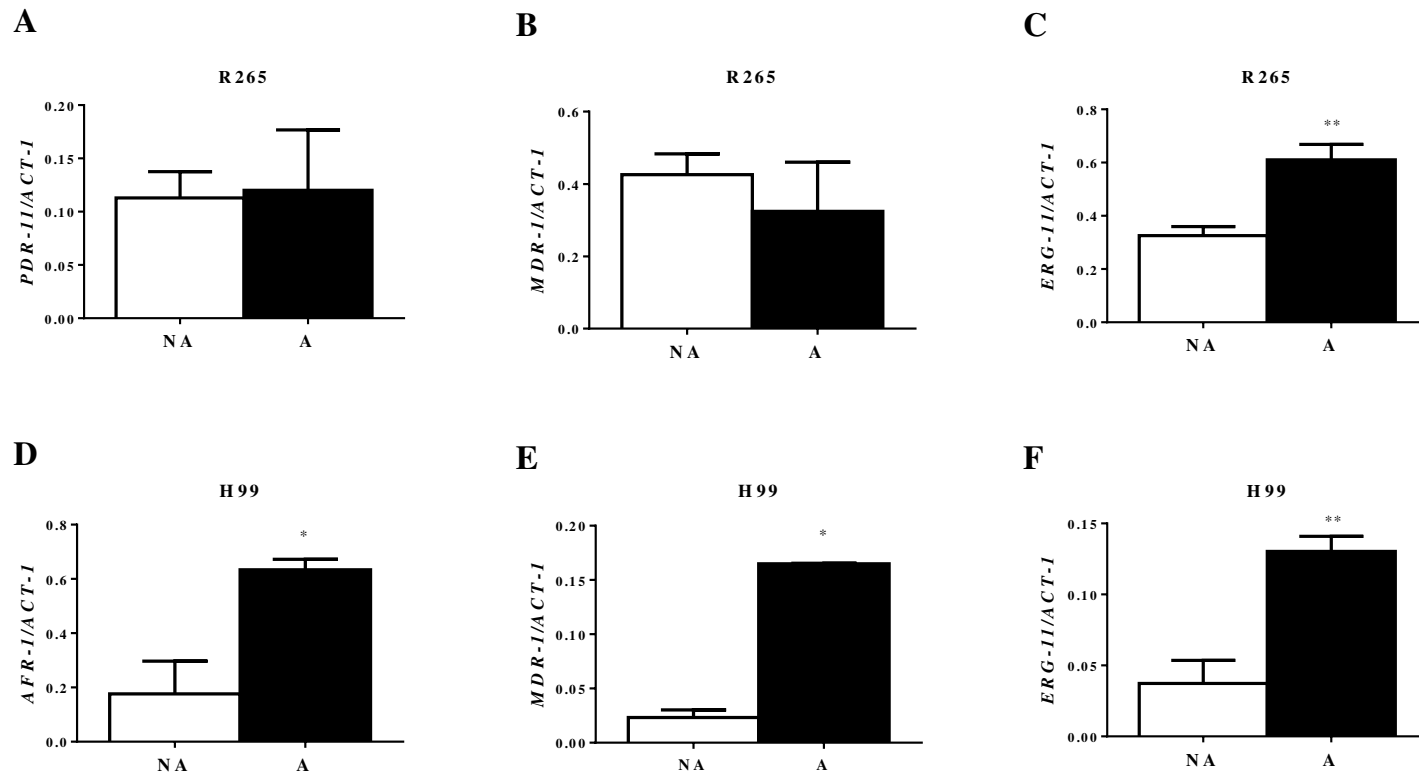 A
R265
PDR-11/ACT-1
0.20
0.15
0.10
0.05
0.00
NA A
B
R265
MDR-1/ACT-1
0.6
0.4
0.2
0.0
NA A
C
R265
ERG-11/ACT-1
0.8
0.6
0.4
0.2
0.0
**
NA A
D
H99
AFR-1/ACT-1
0.8
0.6
0.4
0.2
0.0
*
NA A
E
H99
MDR-1/ACT-1
0.20
0.15
0.10
0.05
0.00
*
NA A
F
H99
ERG-11/ACT-1
0.15
0.10
0.05
0.00
**
NA A